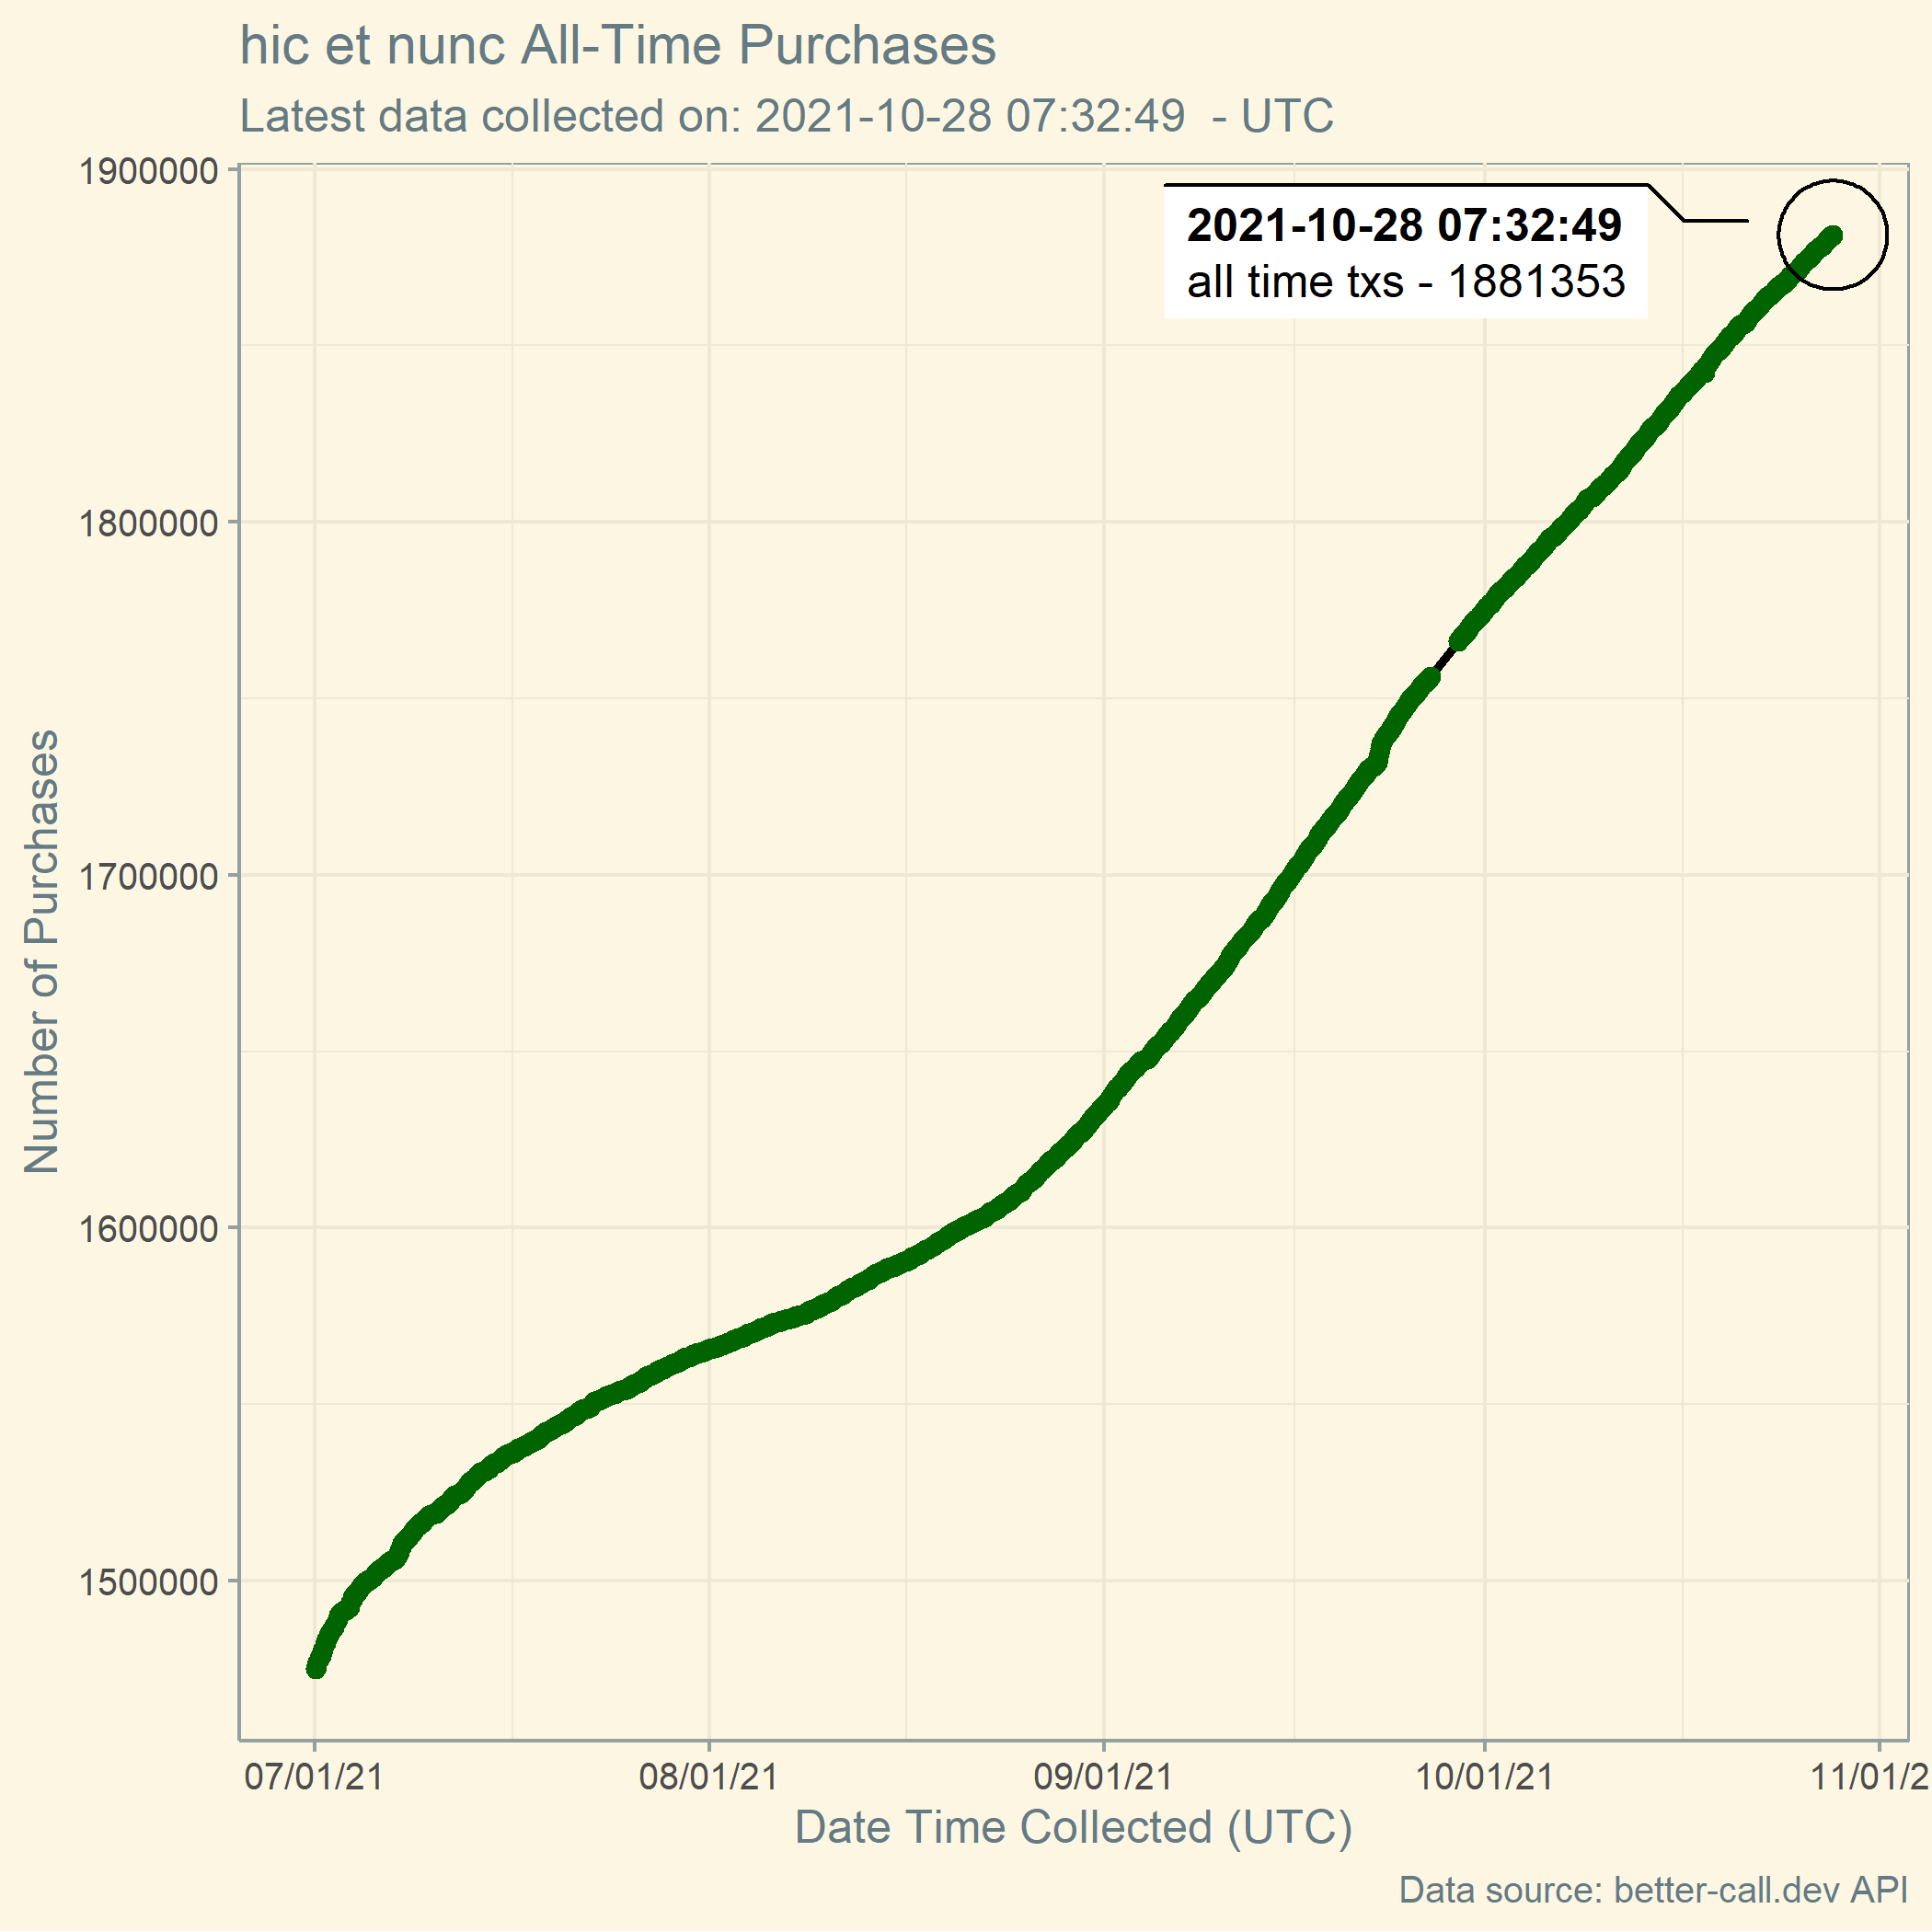 hic et nunc All-Time Purchases
Latest data collected on: 2021-10-28 07:32:49  - UTC
1900000
2021-10-28 07:32:49
all time txs - 1881353
1800000
1700000
1600000
1500000
Number of Purchases
07/01/21
08/01/21
09/01/21
10/01/21
11/01/2
Date Time Collected (UTC)
Data source: better-call.dev API